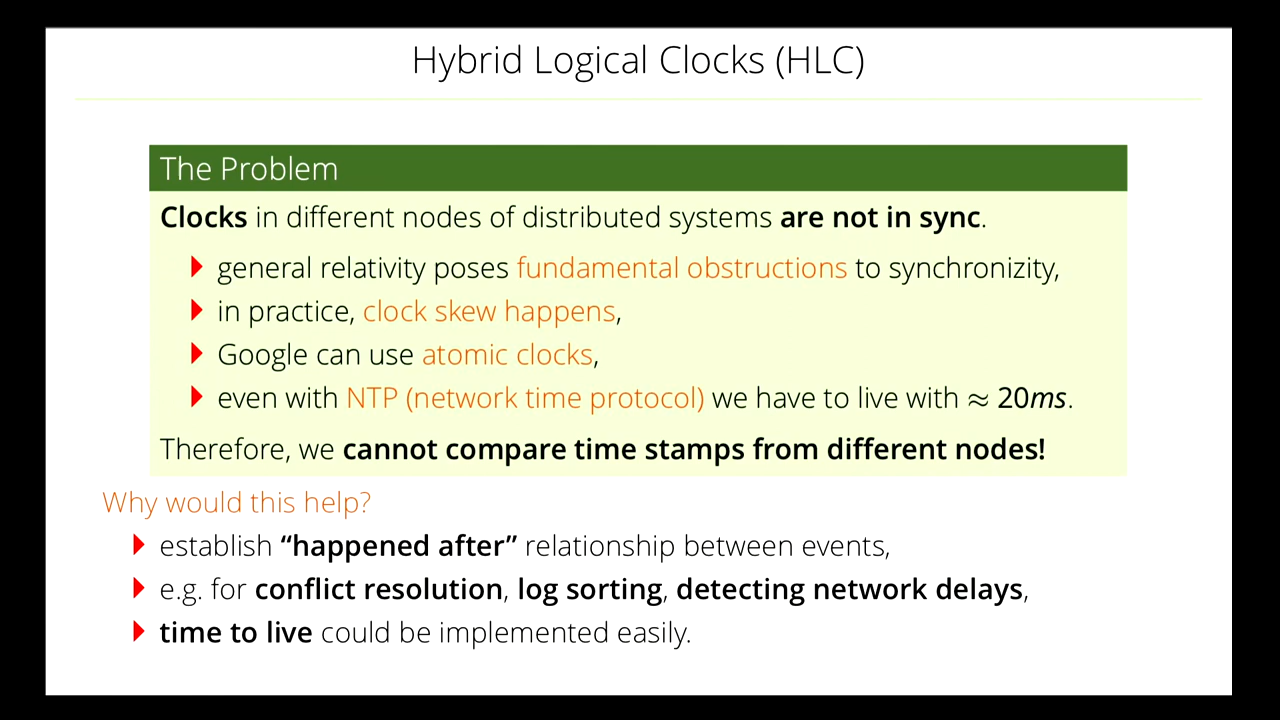 Hybrid Logical Clocks (HLC)
The Problem
Clocks in different nodes of distributed systems are not in sync.
general relativity poses fundamental obstructions to synchronizity,
in practice, clock skew happens,
Google can use atomic clocks,
even with NTP (network time protocol) we have to live with ≈ 20ms.
Therefore, we cannot compare time stamps from different nodes!
Why would this help?
establish “happened after” relationship between events,
e.g. for conflict resolution, log sorting, detecting network delays,
time to live could be implemented easily.